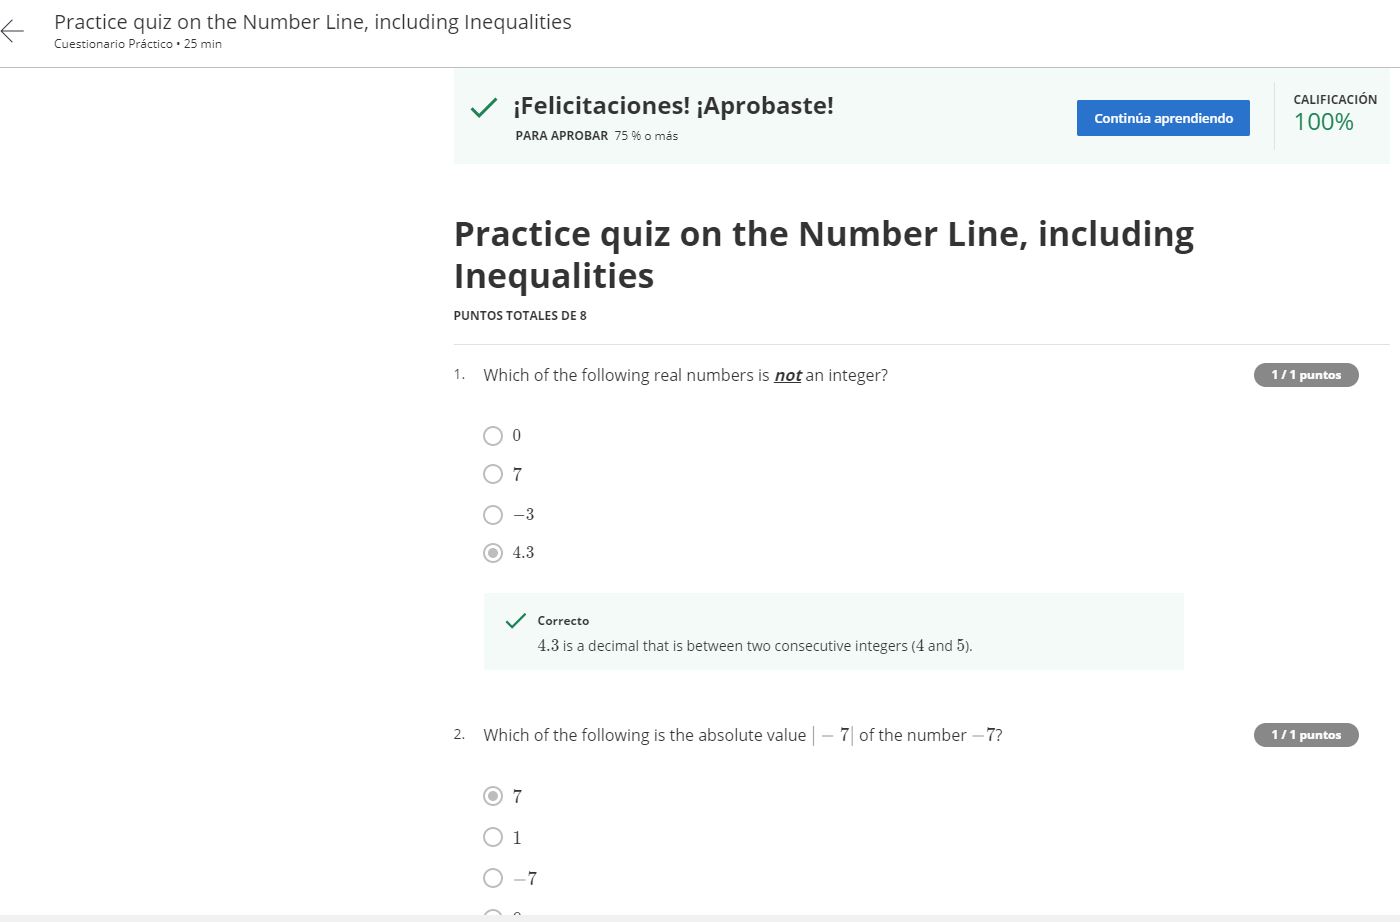 Practice quiz on the Number Line, including Inequalities
Cuestionario Práctico • 25 min
¡Felicitaciones! ¡Aprobaste!
PARA APROBAR 75 % o más
Continúa aprendiendo
CALIFICACIÓN
100%
Practice quiz on the Number Line, including
Inequalities
PUNTOS TOTALES DE 8
1. Which of the following real numbers is not an integer?
1 / 1 puntos
0
7
−3
4.3
Correcto
4.3 is a decimal that is between two consecutive integers (4 and 5).
2. Which of the following is the absolute value | − 7| of the number −7?
1 / 1 puntos
7
1
−7